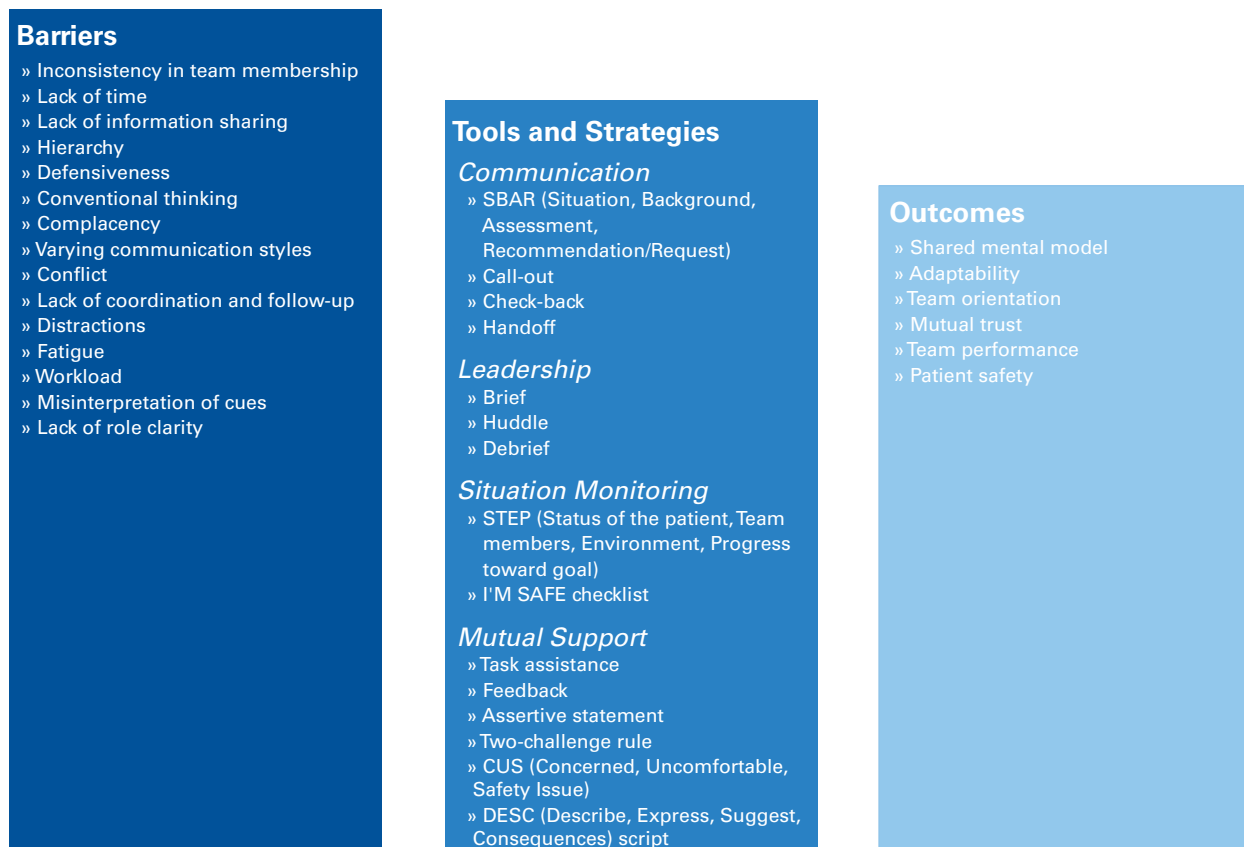 Barriers
» Inconsistency in team membership
» Lack of time
» Lack of information sharing
» Hierarchy
» Defensiveness
» Conventional thinking
» Complacency
» Varying communication styles
» Conflict
» Lack of coordination and follow-up
» Distractions
» Fatigue
» Workload
» Misinterpretation of cues
» Lack of role clarity
Tools and Strategies
Communication
» SBAR (Situation, Background,
Assessment,
Recommendation/Request)
» Call-out
» Check-back
» Handoff
Leadership
» Brief
» Huddle
» Debrief
Situation Monitoring
» STEP (Status of the patient, Team
members, Environment, Progress
toward goal)
» I'M SAFE checklist
Mutual Support
» Task assistance
» Feedback
» Assertive statement
» Two-challenge rule
» CUS (Concerned, Uncomfortable,
Safety Issue)
» DESC (Describe, Express, Suggest,
Consequences) script
Outcomes
» Shared mental model
» Adaptability
» Team orientation
» Mutual trust
» Team performance
» Patient safety